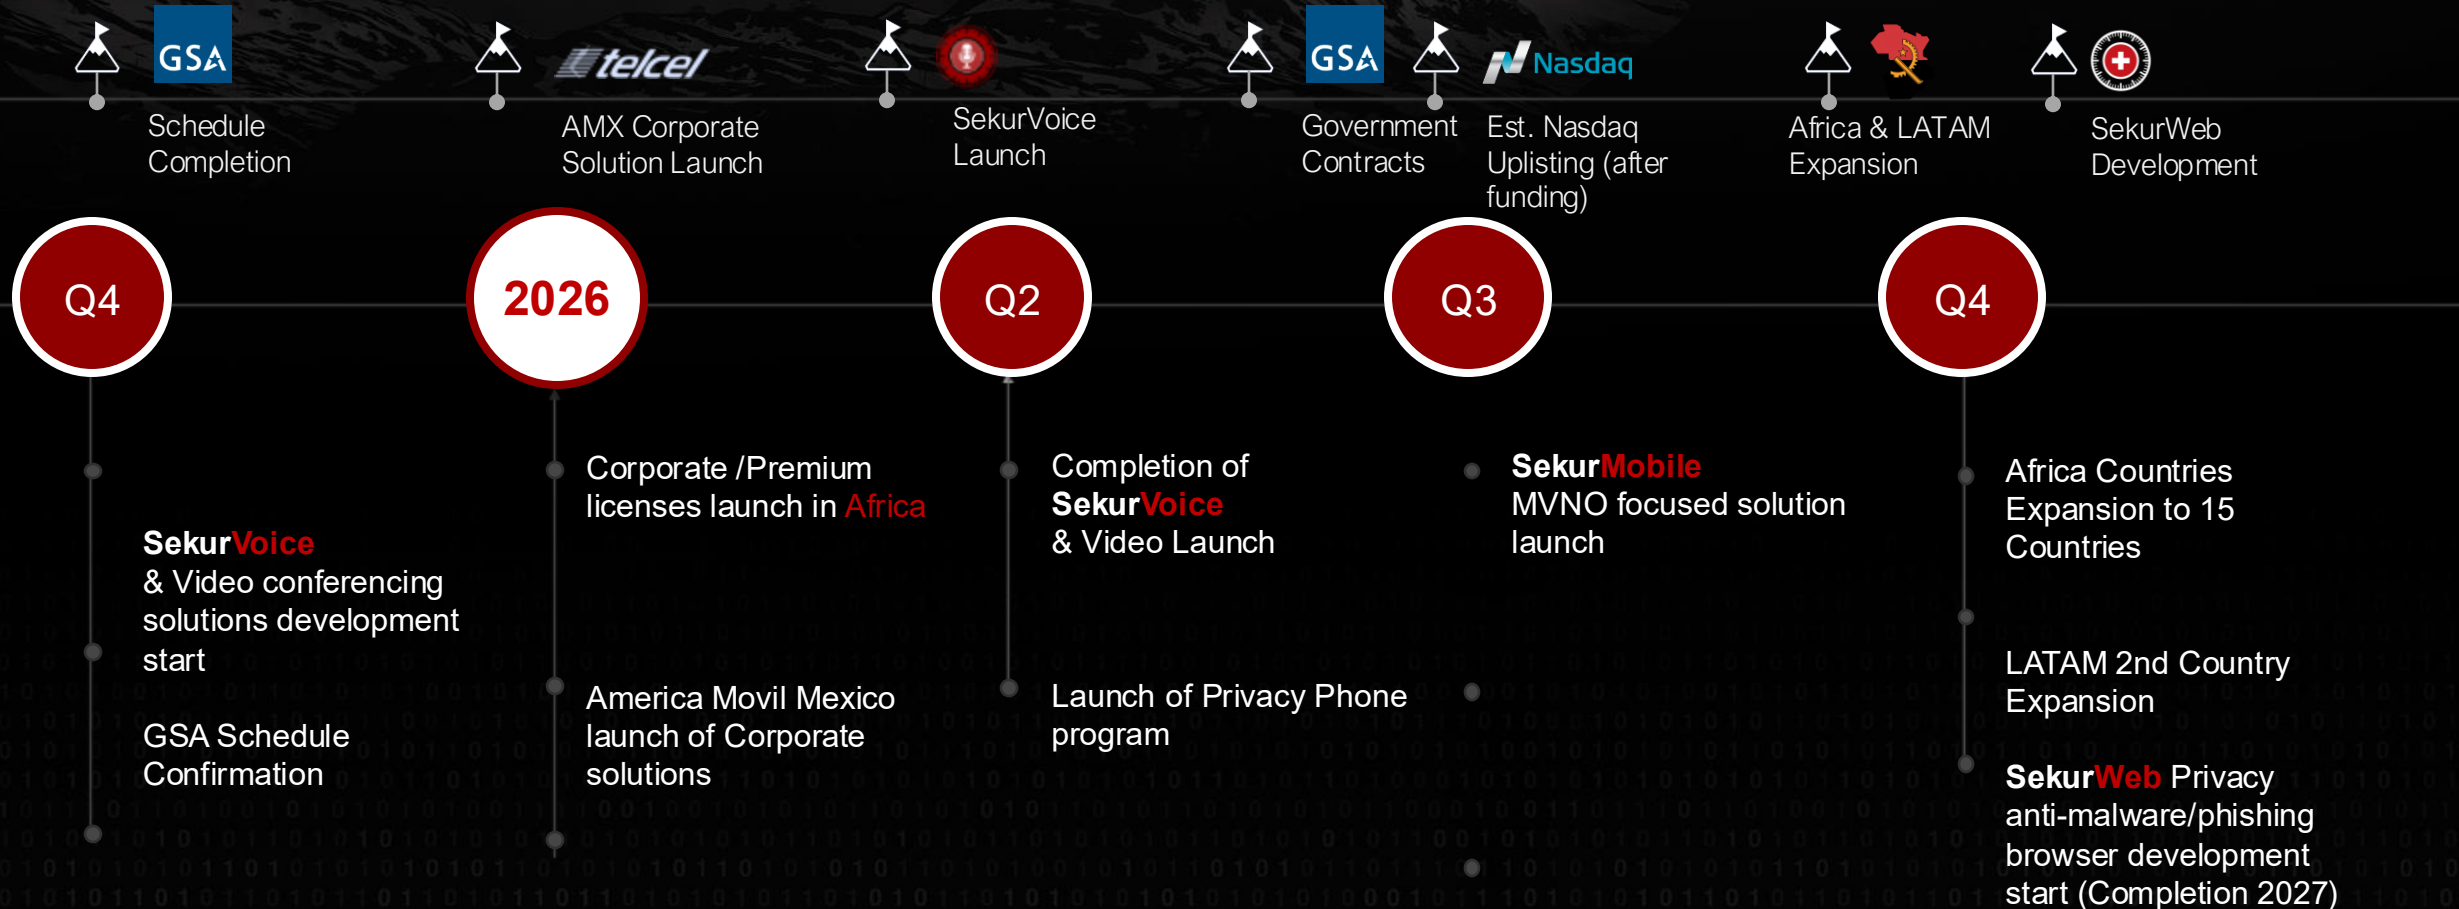 GSA
Schedule
Completion
telcel
AMX Corporate
Solution Launch
SekurVoice
Launch
GSA
Government
Contracts
Nasdaq
Est. Nasdaq
Uplisting (after
funding)
Africa & LATAM
Expansion
SekurWeb
Development
Q4
2026
Q2
Q3
Q4
SekurVoice
& Video conferencing
solutions development
start
GSA Schedule
Confirmation
Corporate /Premium
licenses launch in Africa
America Movil Mexico
launch of Corporate
solutions
Completion of
SekurVoice
& Video Launch
Launch of Privacy Phone
program
SekurMobile
MVNO focused solution
launch
Africa Countries
Expansion to 15
Countries
LATAM 2nd Country
Expansion
SekurWeb Privacy
anti-malware/phishing
browser development
start (Completion 2027)